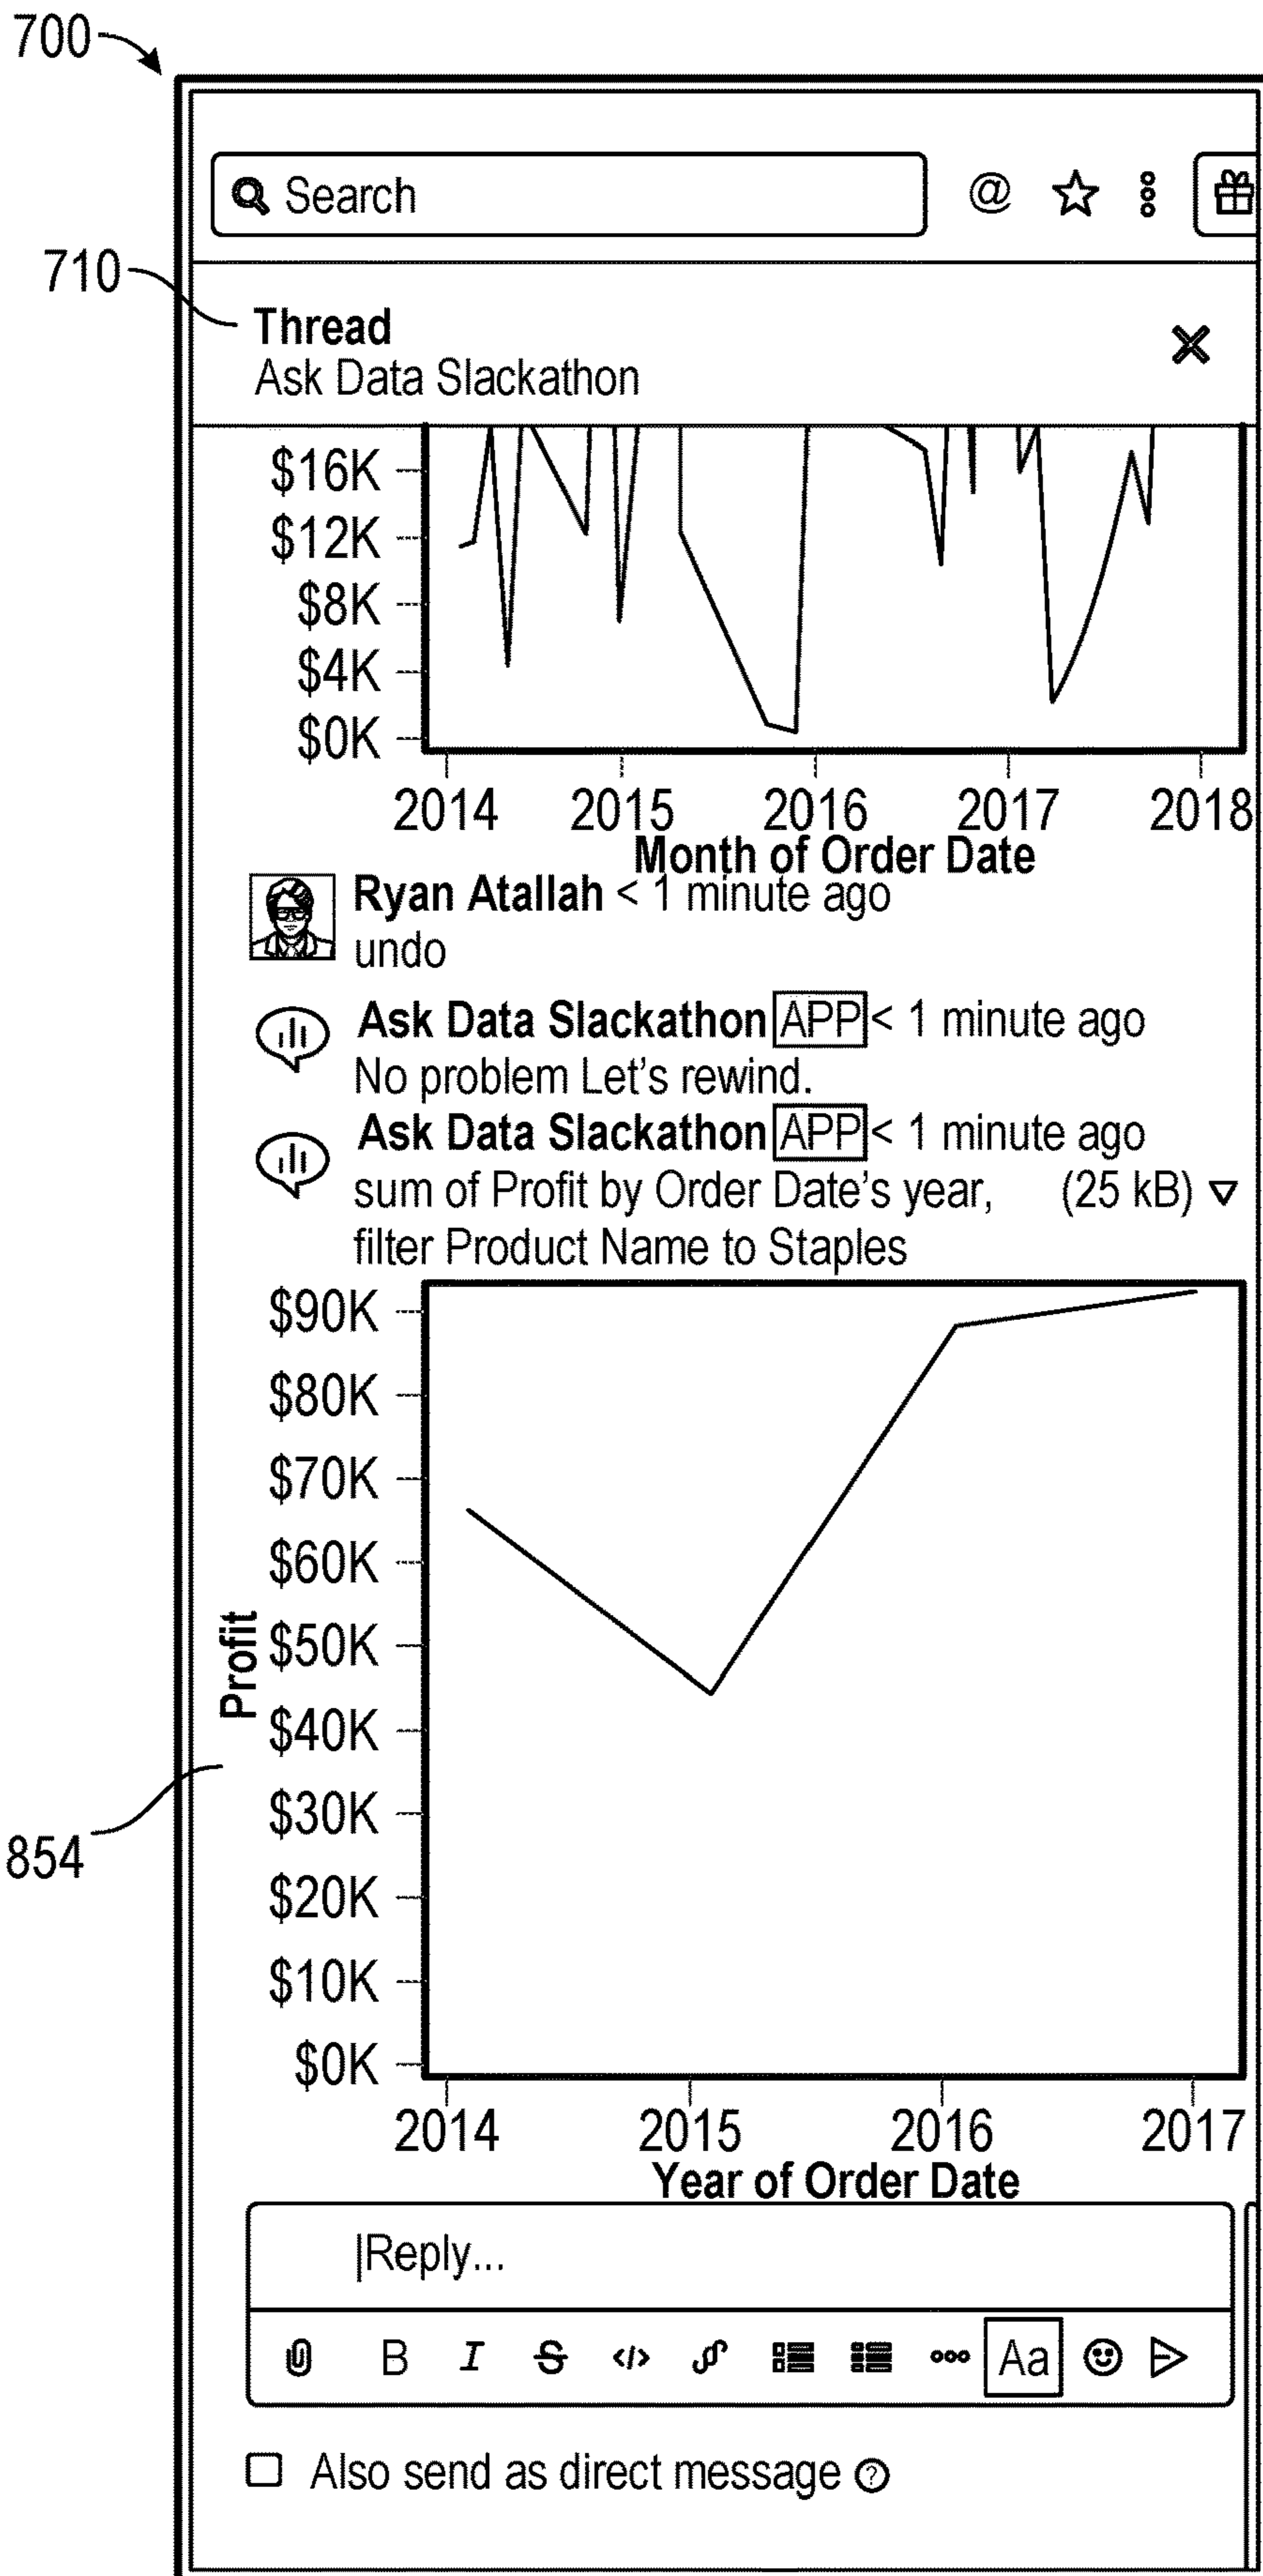 700
Search @
710
Thread
Ask Data Slackathon
$16K
$12K
$8K
$4K
$0K
2014 2015 2016 2017 2018
Month of Order Date
Ryan Atallah < 1 minute ago
undo
Ask Data Slackathon APP < 1 minute ago
No problem Let's rewind.
Ask Data Slackathon APP < 1 minute ago
sum of Profit by Order Date's year, (25 kB)
filter Product Name to Staples
$90K
$80K
$70K
$60K
$50K
$40K
$30K
$20K
$10K
$0K
Profit
854
2014 2015 2016 2017
Year of Order Date
Reply...
B I S </> Aa
Also send as direct message ?